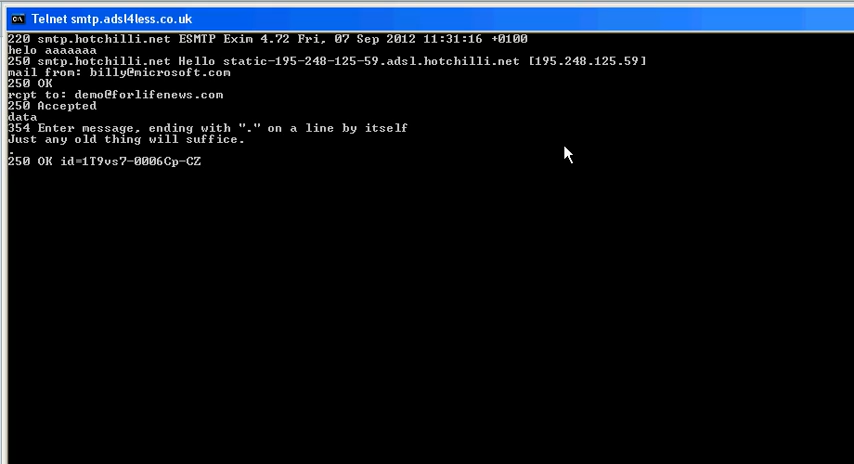 Telnet smtp.adsl4less.co.uk
220 smtp.hotchilli.net ESMTP Exim 4.72 Fri, 07 Sep 2012 11:31:16 +0100
helo aaaaaaa
250 smtp.hotchilli.net Hello static-195-248-125-59.adsl.hotchilli.net [195.248.125.59]
mail from: billy@microsoft.com
250 OK
rcpt to: demo@forlifenews.com
250 Accepted
data
354 Enter message, ending with "." on a line by itself
Just any old thing will suffice.
.
250 OK id=1T9vs7-0006Cp-CZ